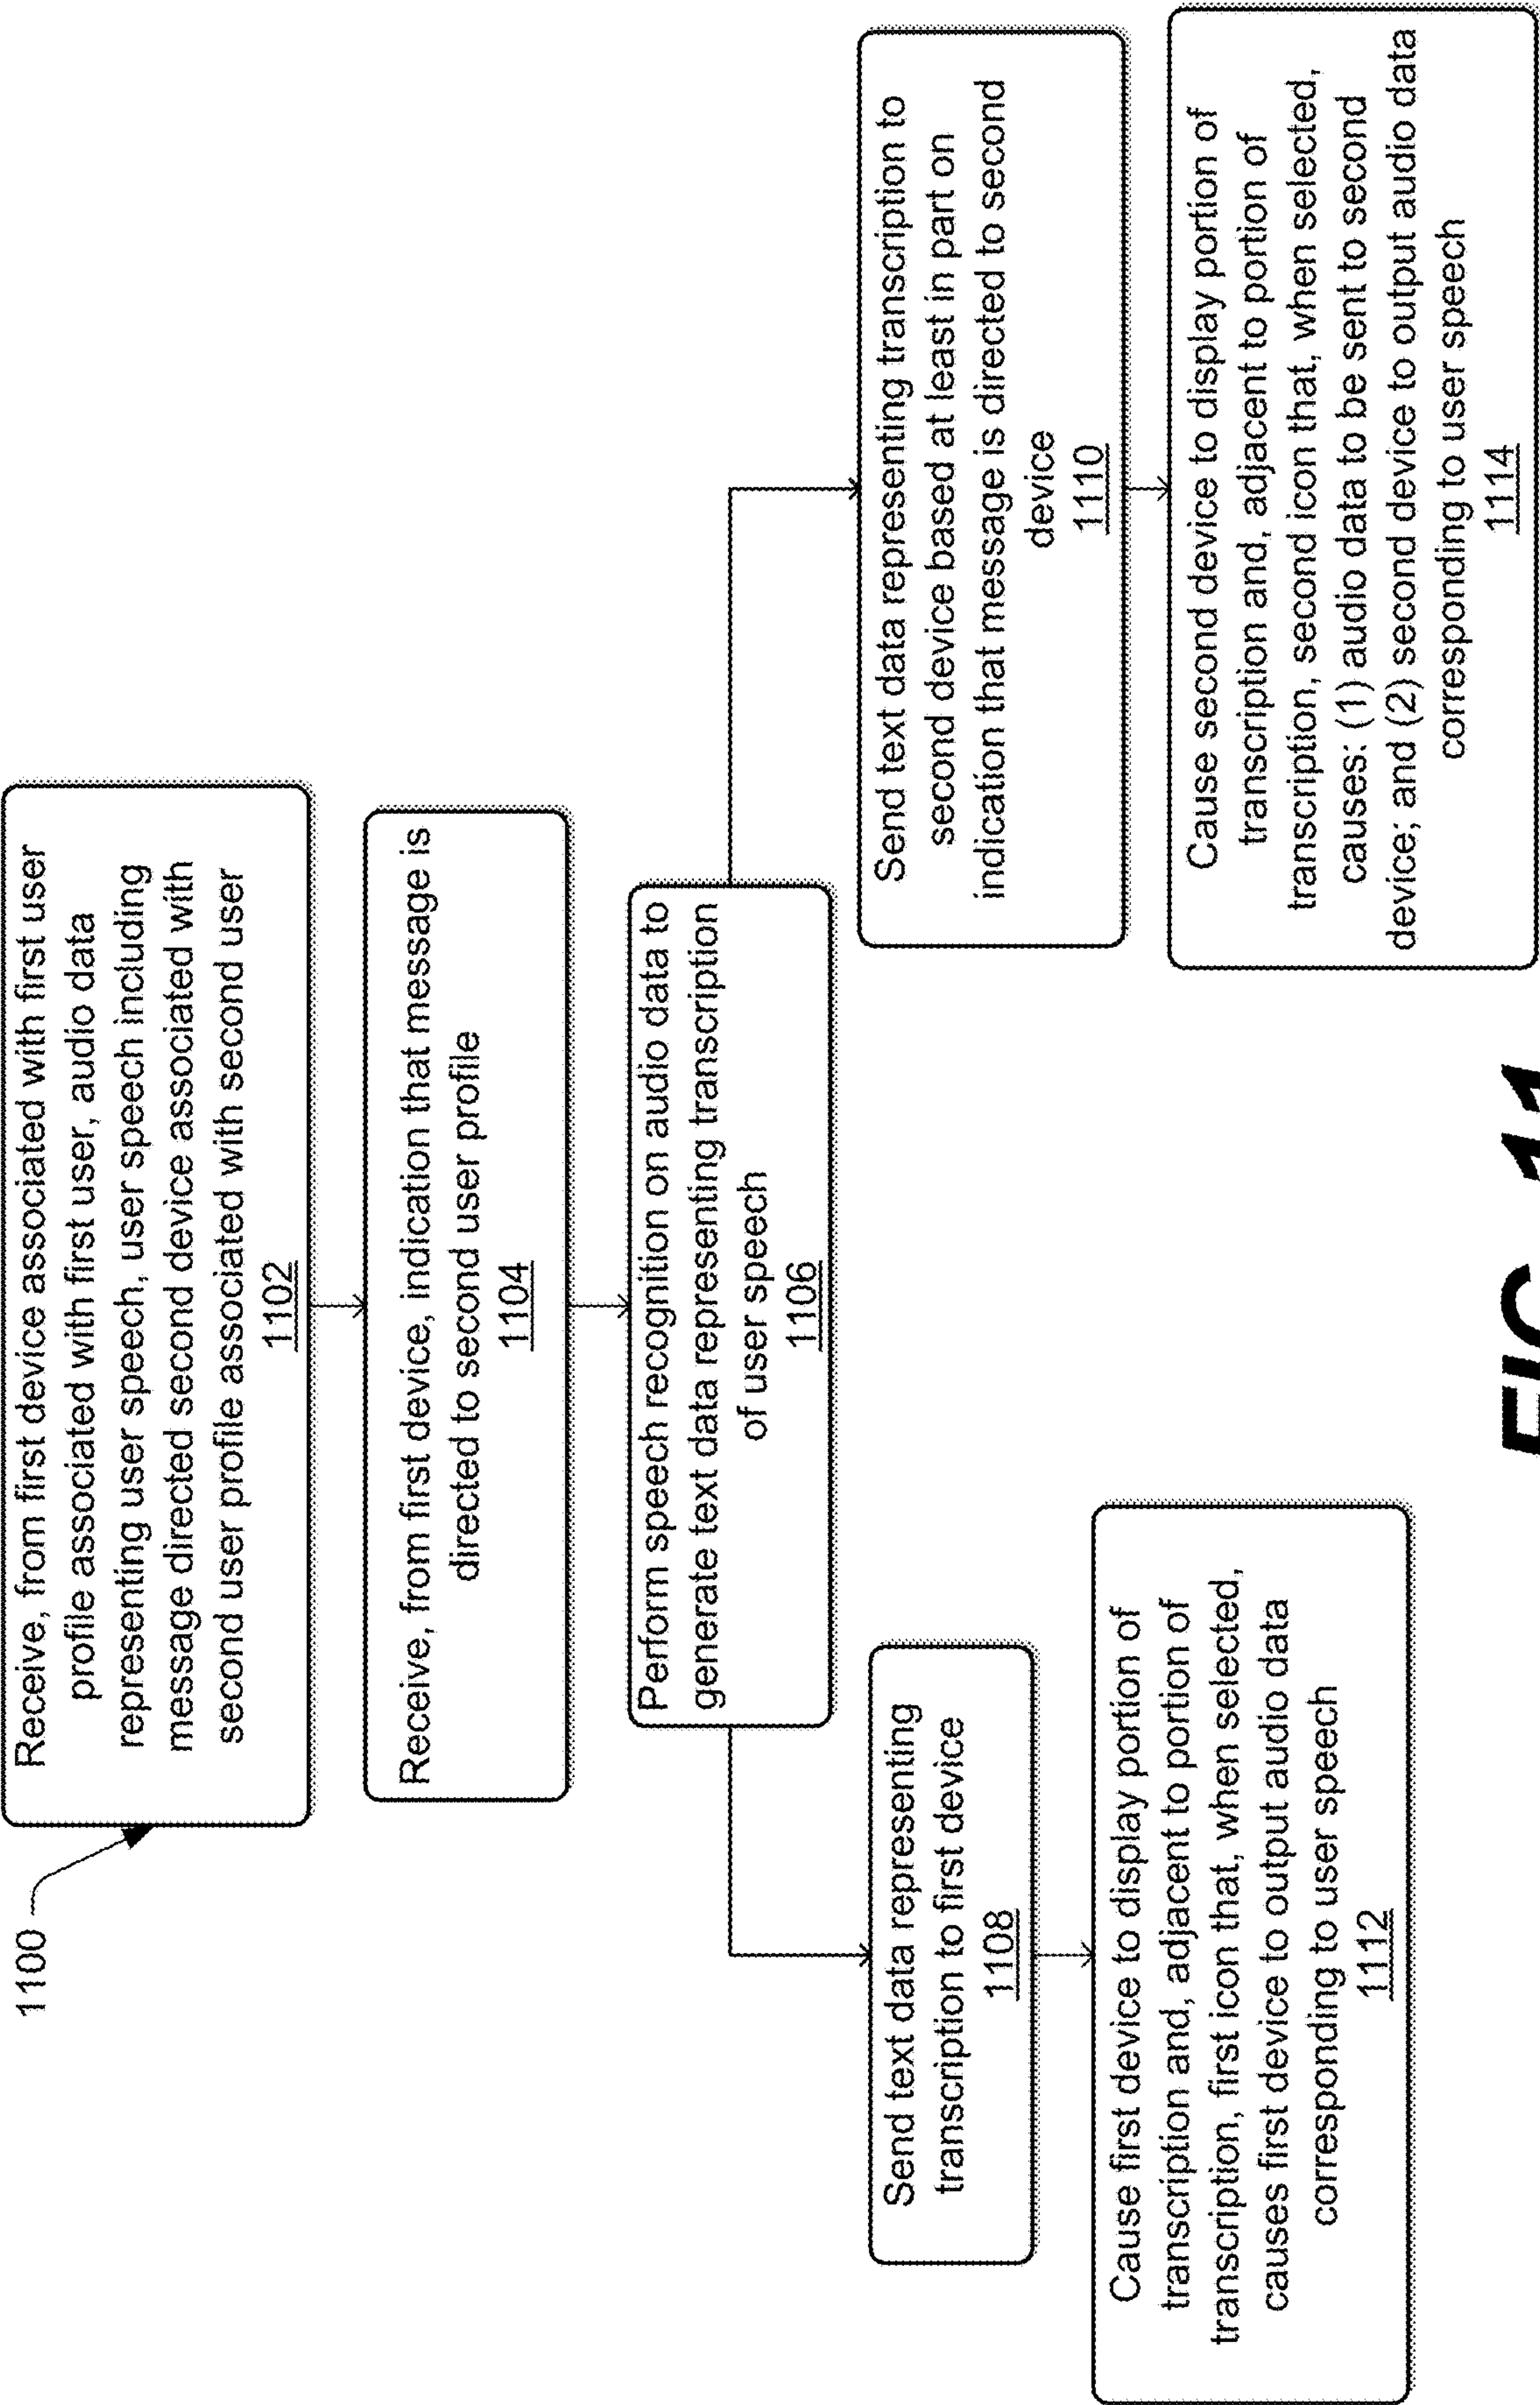 1100
Receive, from first device associated with first user
profile associated with first user, audio data
representing user speech, user speech including
message directed second device associated with
second user profile associated with second user
1102
Receive, from first device, indication that message is
directed to second user profile
1104
Perform speech recognition on audio data to
generate text data representing transcription
of user speech
1106
Send text data representing
transcription to first device
1108
Cause first device to display portion of
transcription and, adjacent to portion of
transcription, first icon that, when selected,
causes first device to output audio data
corresponding to user speech
1112
Send text data representing transcription to
second device based at least in part on
indication that message is directed to second
device
1110
Cause second device to display portion of
transcription and, adjacent to portion of
transcription, second icon that, when selected,
causes: (1) audio data to be sent to second
device; and (2) second device to output audio data
corresponding to user speech
1114
FIG. 11